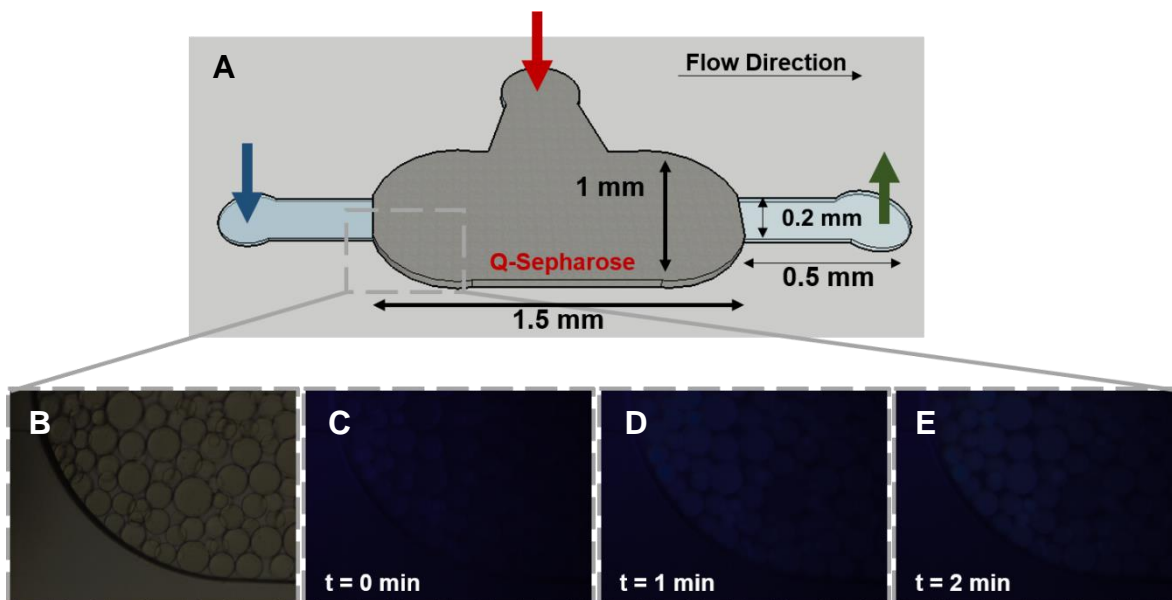 A
Flow Direction
1 mm
0.2 mm
Q-Sepharose
0.5 mm
1.5 mm
B
C
D
E
t = 0 min
t = 1 min
t = 2 min